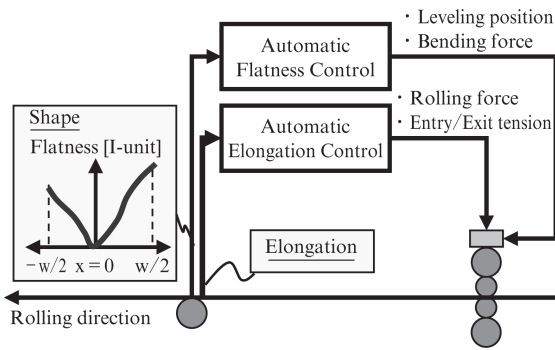 Automatic
Flatness Control
・Leveling position
・Bending force
Automatic
Elongation Control
・Rolling force
・Entry/Exit tension
Shape
Flatness [I-unit]
−w/2 x=0 w/2
Elongation
Rolling direction